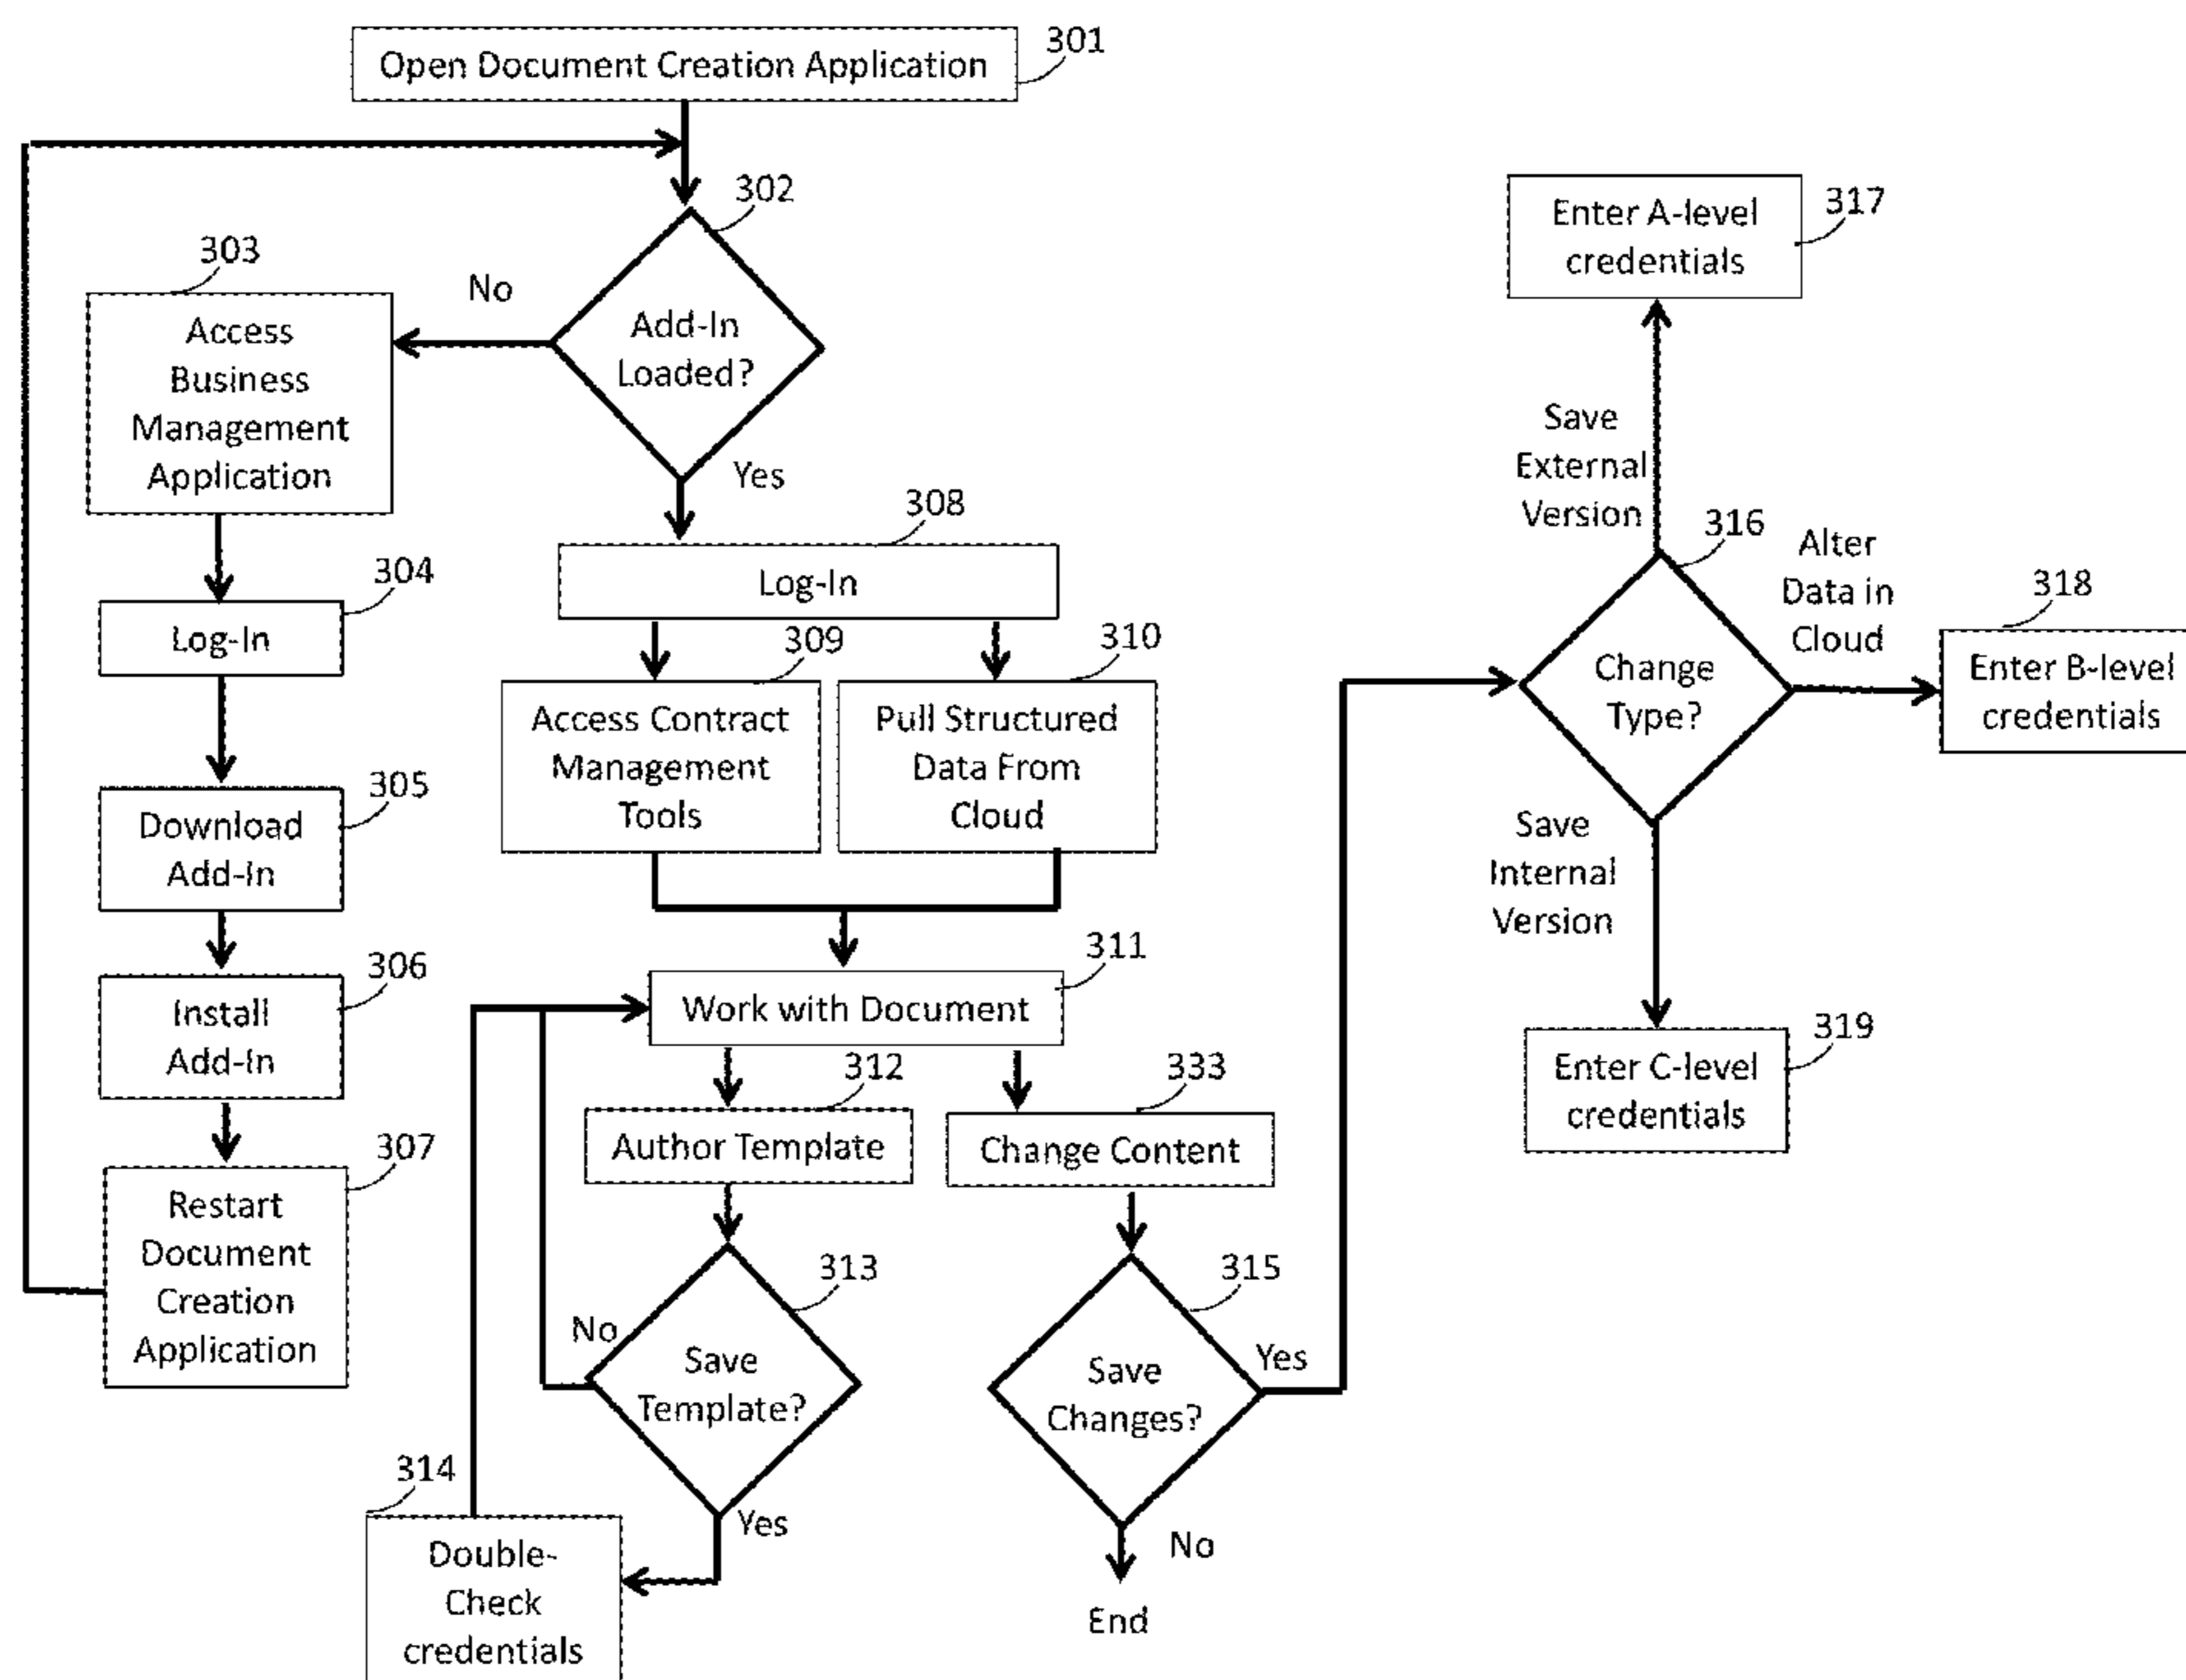 Open Document Creation Application
301
302
Add-In
Loaded?
No
Yes
303
Access
Business
Management
Application
304
Log-In
305
Download
Add-In
306
Install
Add-In
307
Restart
Document
Creation
Application
308
Log-In
309
Access Contract
Management
Tools
310
Pull Structured
Data From
Cloud
311
Work with Document
312
Author Template
333
Change Content
313
Save
Template?
No
Yes
314
Double-
Check
credentials
315
Save
Changes?
Yes
No
End
316
Change
Type?
Save
External
Version
317
Enter A-level
credentials
Alter
Data in
Cloud
318
Enter B-level
credentials
Save
Internal
Version
319
Enter C-level
credentials